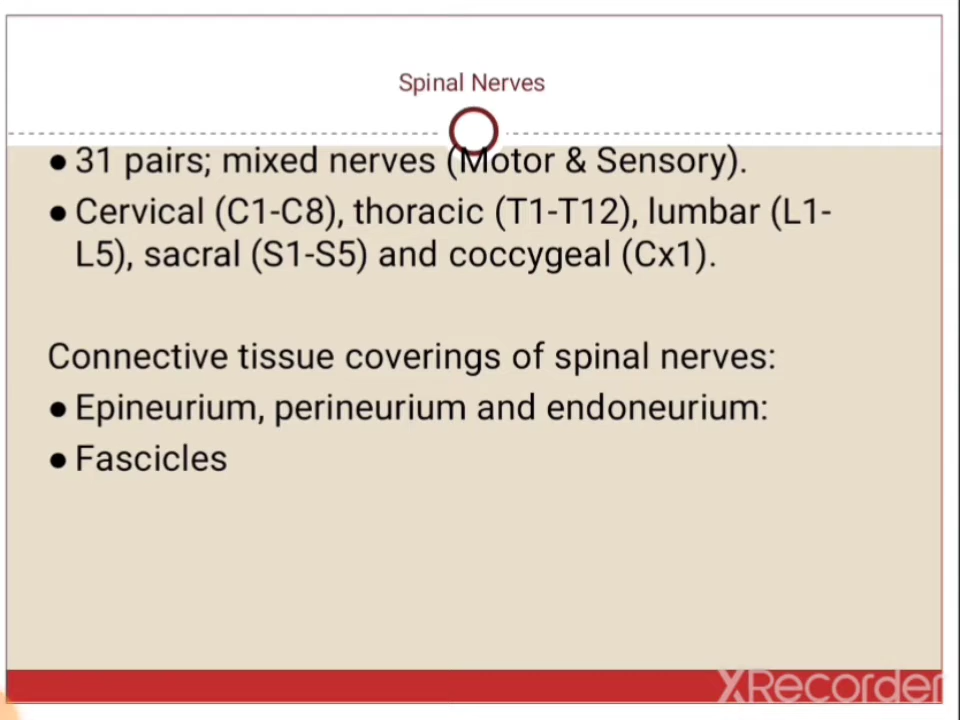 Spinal Nerves
● 31 pairs; mixed nerves (Motor & Sensory).
● Cervical (C1-C8), thoracic (T1-T12), lumbar (L1-
L5), sacral (S1-S5) and coccygeal (Cx1).
Connective tissue coverings of spinal nerves:
● Epineurium, perineurium and endoneurium:
● Fascicles
XRecorder